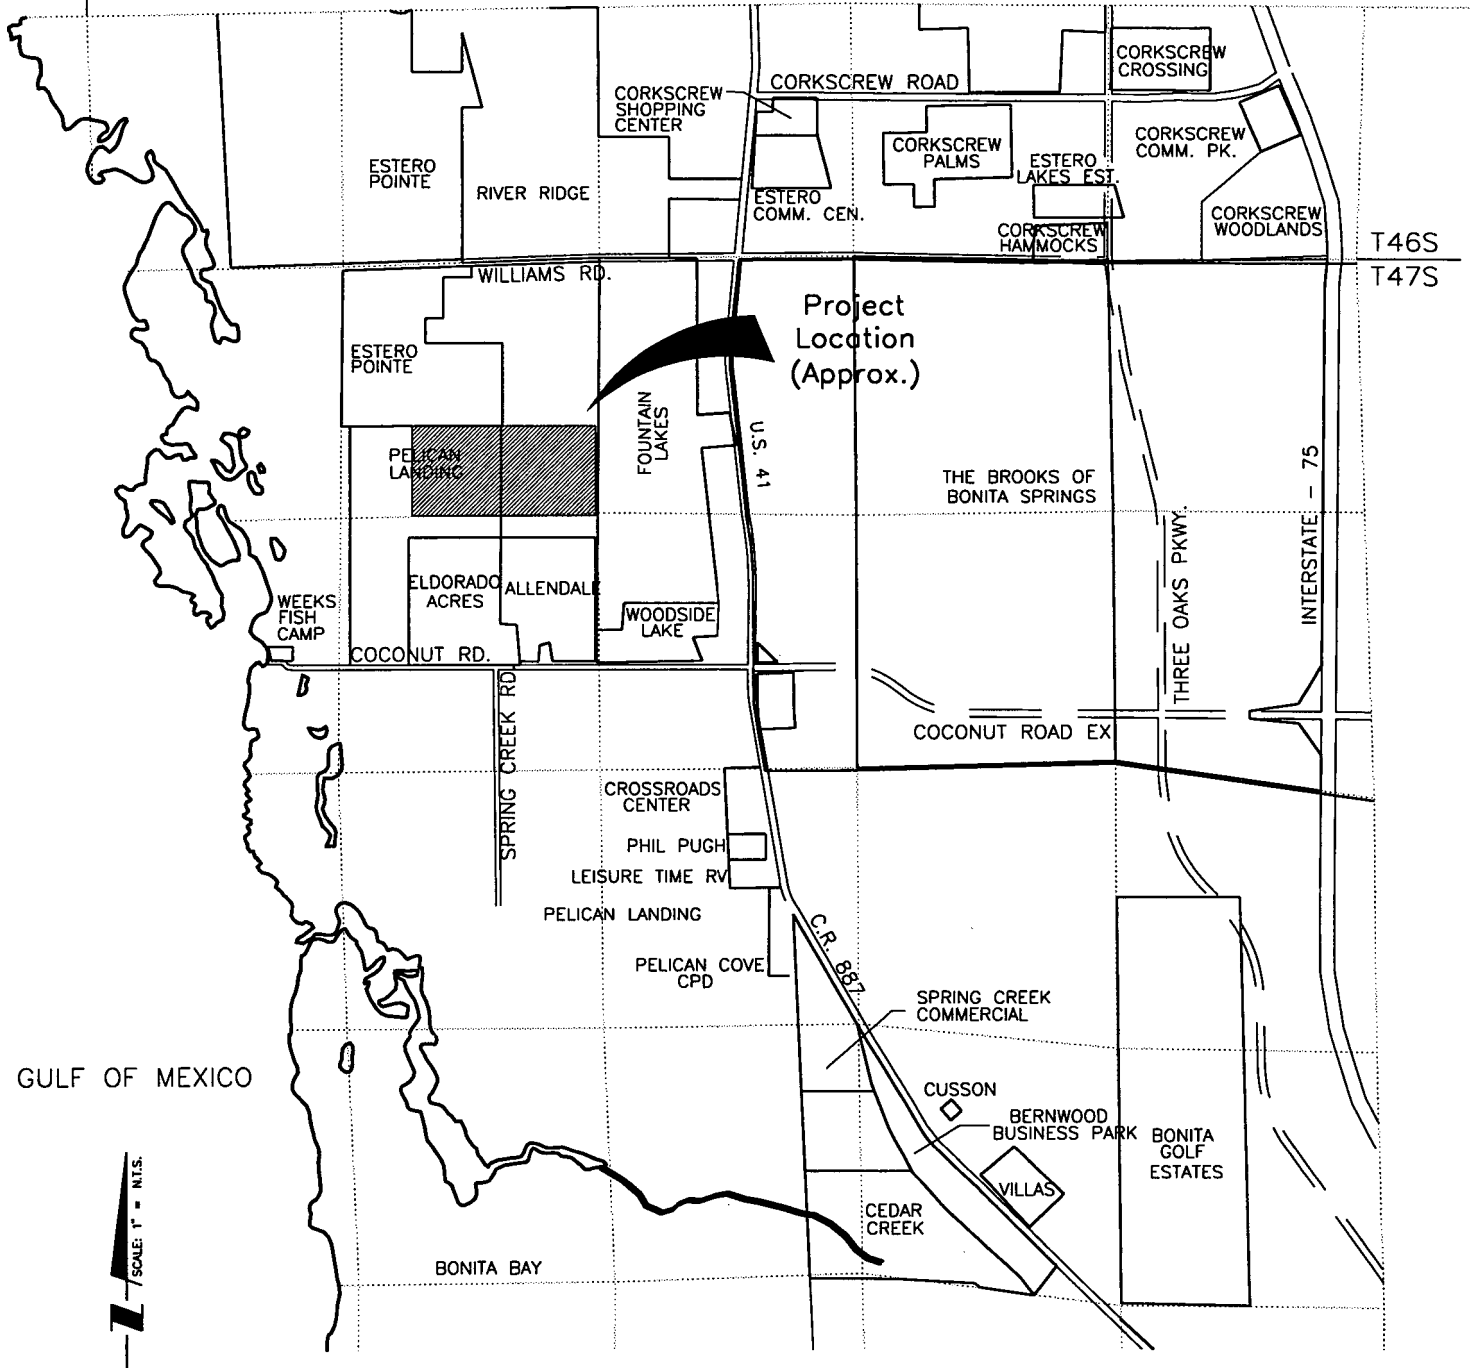 CORKSCREW
CROSSING
CORKSCREW ROAD
CORKSCREW
SHOPPING
CENTER
CORKSCREW
COMM. PK.
CORKSCREW
PALMS
ESTERO
LAKES EST.
ESTERO
POINTE
RIVER RIDGE
ESTERO
COMM. CEN.
CORKSCREW
WOODLANDS
CORKSCREW
HAMMOCKS
T46S
T47S
WILLIAMS RD.
Project
Location
(Approx.)
ESTERO
POINTE
FOUNTAIN
LAKES
U.S. 41
PELICAN
LANDING
THE BROOKS OF
BONITA SPRINGS
INTERSTATE - 75
THREE OAKS PKWY.
ELDORADO
ACRES
ALLENDALE
WEEKS
FISH
CAMP
WOODSIDE
LAKE
COCONUT RD.
SPRING CREEK RD.
COCONUT ROAD EX
CROSSROADS
CENTER
PHIL PUGH
LEISURE TIME RV
PELICAN LANDING
C.R. 887
PELICAN COVE
CPD
SPRING CREEK
COMMERCIAL
GULF OF MEXICO
CUSSON
BERNWOOD
BUSINESS PARK
BONITA
GOLF
ESTATES
VILLAS
CEDAR
CREEK
BONITA BAY
SCALE: 1" = N.T.S.
N